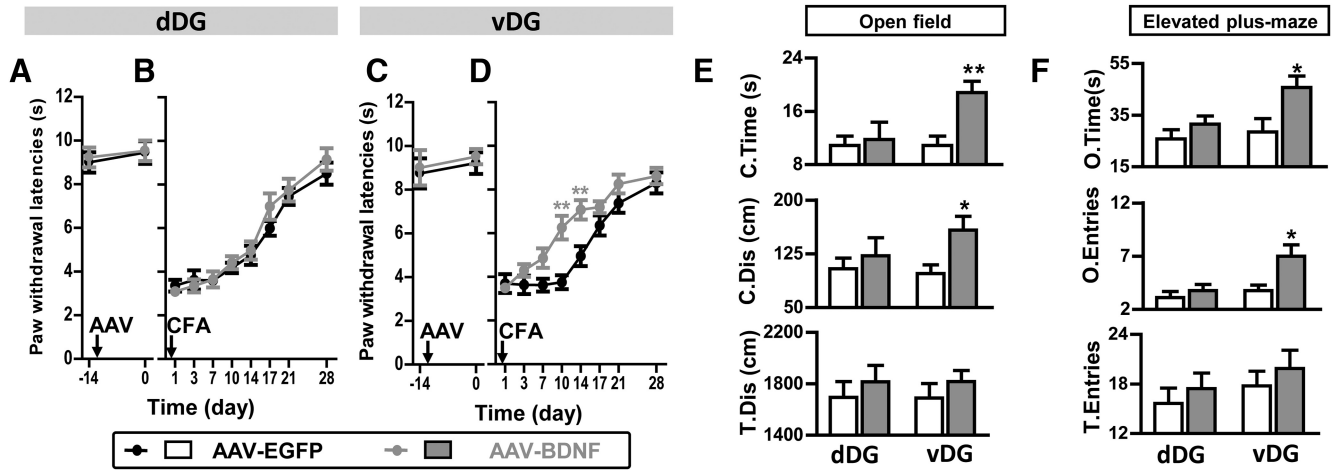 dDG
vDG
Open field
Elevated plus-maze
A
B
C
D
E
F
Paw withdrawal latencies (s)
12
10
8
6
4
2
0
AAV
CFA
-14
0
1
3
7
10
14
17
21
28
Time (day)
Paw withdrawal latencies (s)
12
10
8
6
4
2
0
**
**
AAV
CFA
-14
0
1
3
7
10
14
17
21
28
Time (day)
AAV-EGFP
AAV-BDNF
C.Time (s)
24
16
8
**
C.Dis (cm)
200
125
50
*
T.Dis (cm)
2200
1800
1400
dDG
vDG
O.Time(s)
55
35
15
*
O.Entries
12
7
2
*
T.Entries
24
18
12
dDG
vDG